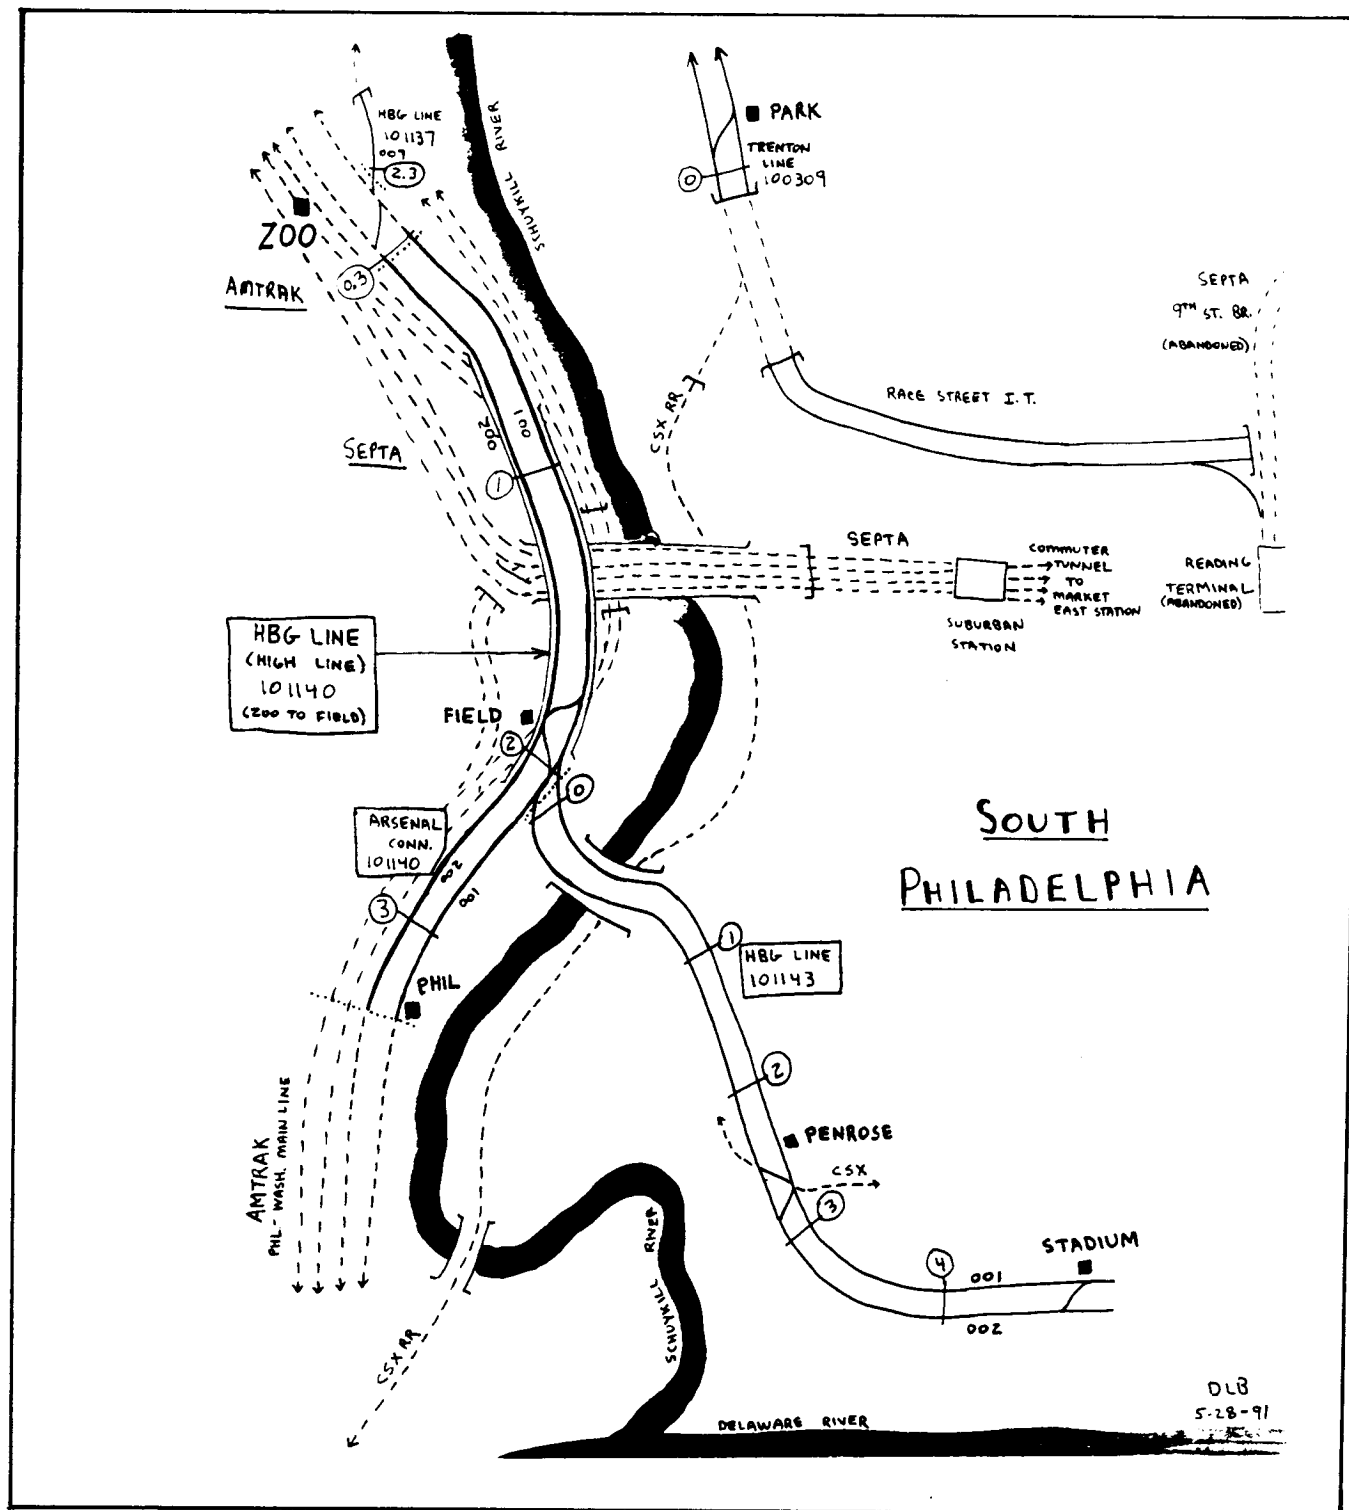 HBG LINE
101137
009
2.3
SCHUYKILL RIVER
PARK
TRENTON
LINE
100309
0
ZOO
0.3
AMTRAK
SEPTA
9TH ST. BR.
(ABANDONED)
RACE STREET I.T.
CSX RR
001
002
SEPTA
1
SEPTA
COMMUTER
TUNNEL
TO
MARKET
EAST STATION
READING
TERMINAL
(ABANDONED)
SUBURBAN
STATION
HBG LINE
(HIGH LINE)
101140
(ZOO TO FIELD)
FIELD
2
0
ARSENAL
CONN.
101140
002
001
3
SOUTH
PHILADELPHIA
1
HBG LINE
101143
PHIL
2
PENROSE
CSX
3
AMTRAK
PHL-WASH. MAIN LINE
4
STADIUM
001
002
SCHUYKILL RIVER
CSX RR
DELAWARE RIVER
DLB
5-28-91